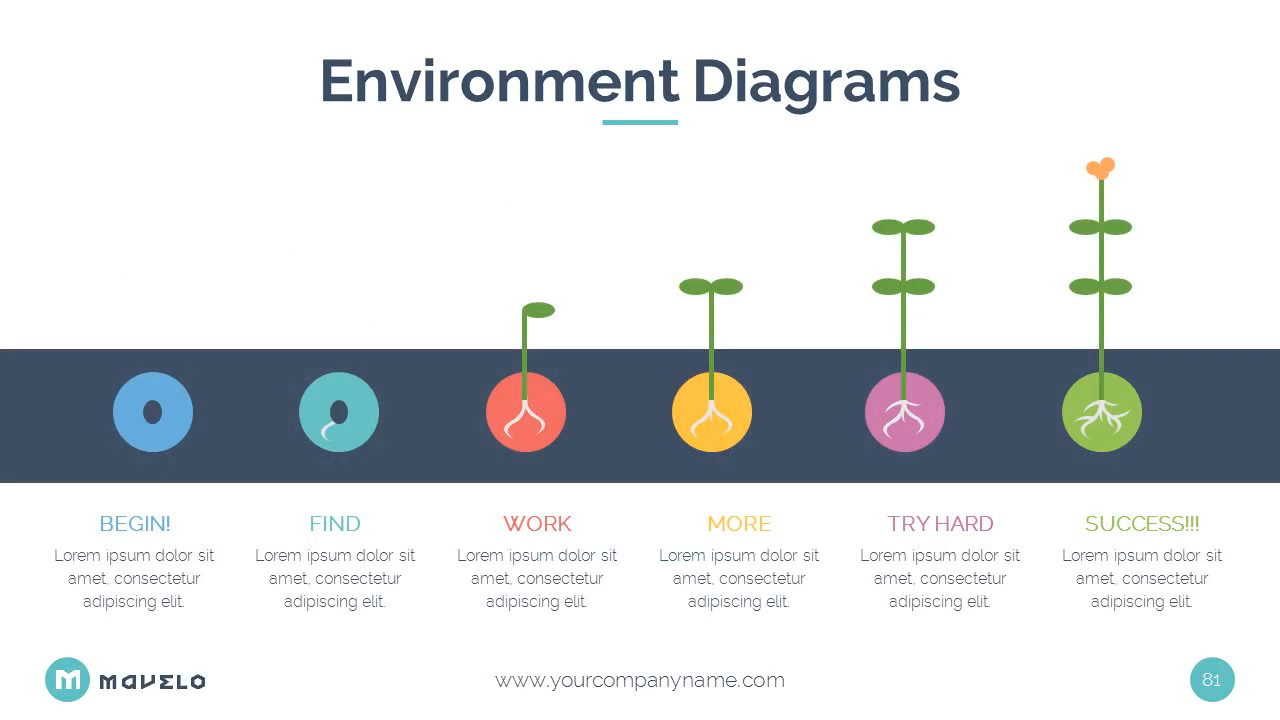 Environment Diagrams
BEGIN!
Lorem ipsum dolor sit
amet, consectetur
adipiscing elit.
FIND
Lorem ipsum dolor sit
amet, consectetur
adipiscing elit.
WORK
Lorem ipsum dolor sit
amet, consectetur
adipiscing elit.
MORE
Lorem ipsum dolor sit
amet, consectetur
adipiscing elit.
TRY HARD
Lorem ipsum dolor sit
amet, consectetur
adipiscing elit.
SUCCESS!!!
Lorem ipsum dolor sit
amet, consectetur
adipiscing elit.
M MAVELO
www.yourcompanyname.com
81